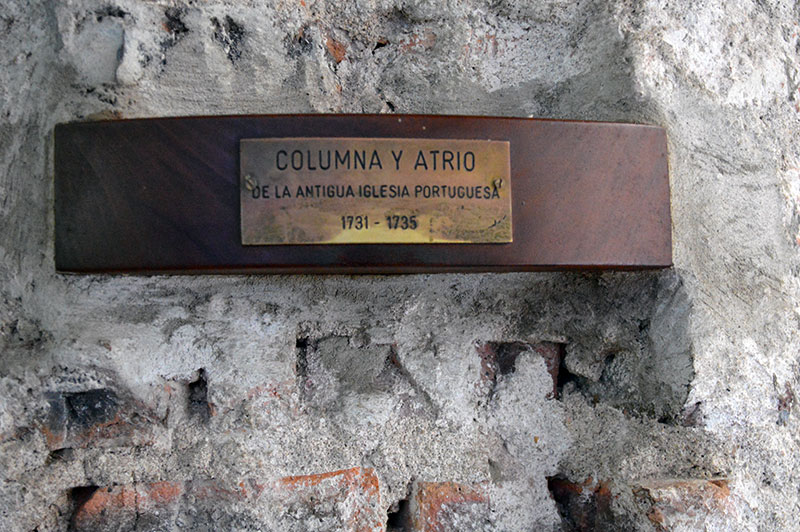 COLUMNA Y ATRIO
DE LA ANTIGUA IGLESIA PORTUGUESA
1731 - 1735